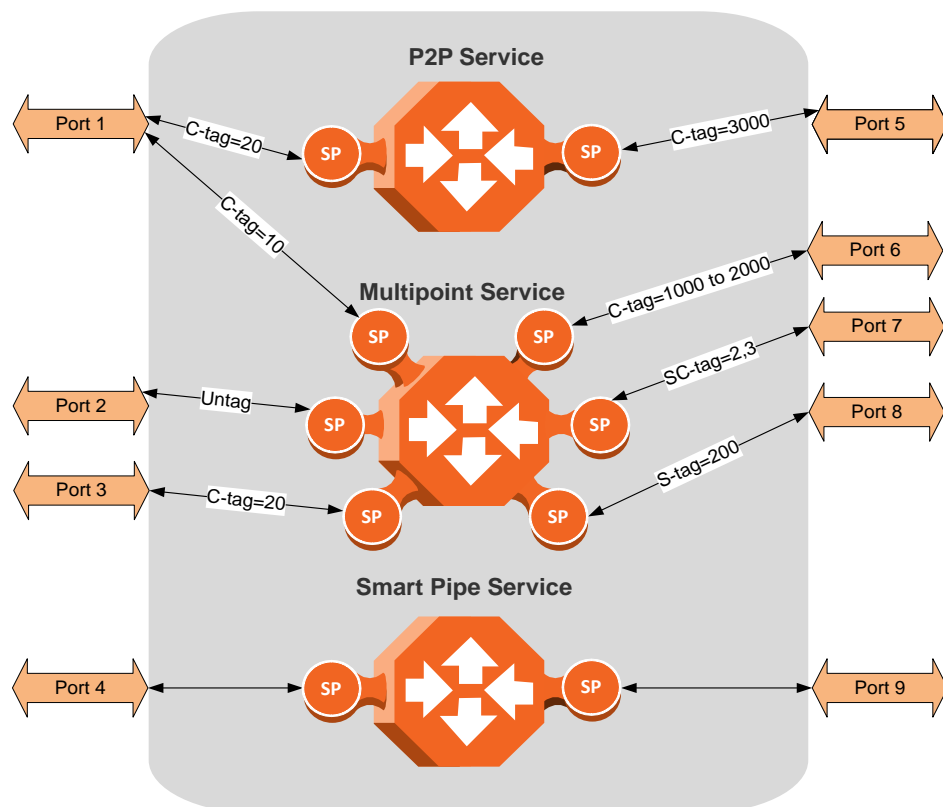 P2P Service
Port 1
C-tag=20
SP
SP
C-tag=3000
Port 5
C-tag=10
Port 6
C-tag=1000 to 2000
Multipoint Service
SP
SP
Port 7
SC-tag=2,3
Port 2
Untag
SP
SP
Port 8
S-tag=200
Port 3
C-tag=20
SP
SP
Smart Pipe Service
Port 4
SP
SP
Port 9